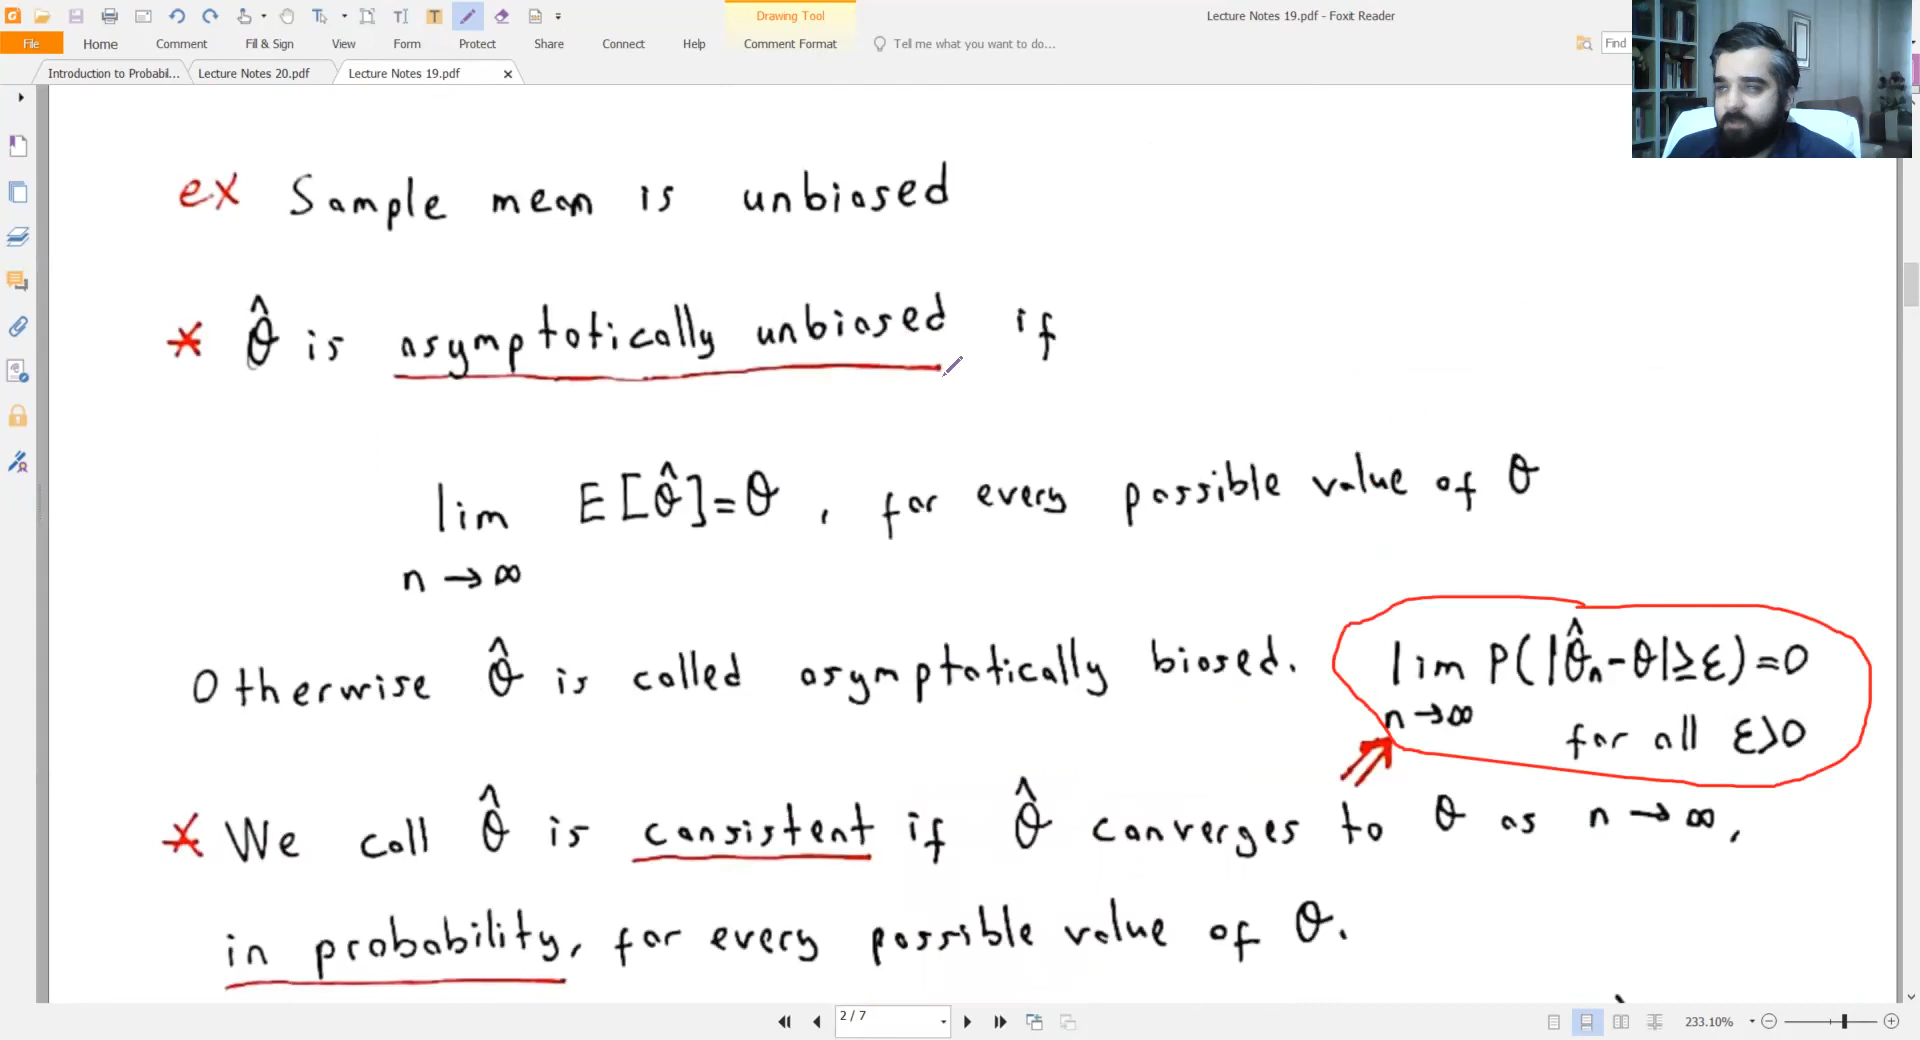 Drawing Tool
Lecture Notes 19.pdf - Foxit Reader
File Home Comment Fill & Sign View Form Protect Share Connect Help Comment Format Tell me what you want to do... Find
Introduction to Probabil... Lecture Notes 20.pdf Lecture Notes 19.pdf
ex Sample mean is unbiased
* θ̂ is asymptotically unbiased if
lim E[θ̂]=θ , for every possible value of θ
n→∞
Otherwise θ̂ is called asymptotically biased.
lim P(|θ̂n-θ|≥ε)=0
n→∞ for all ε>0
* We call θ̂ is consistent if θ̂ converges to θ as n→∞,
in probability, for every possible value of θ.
2 / 7
233.10%